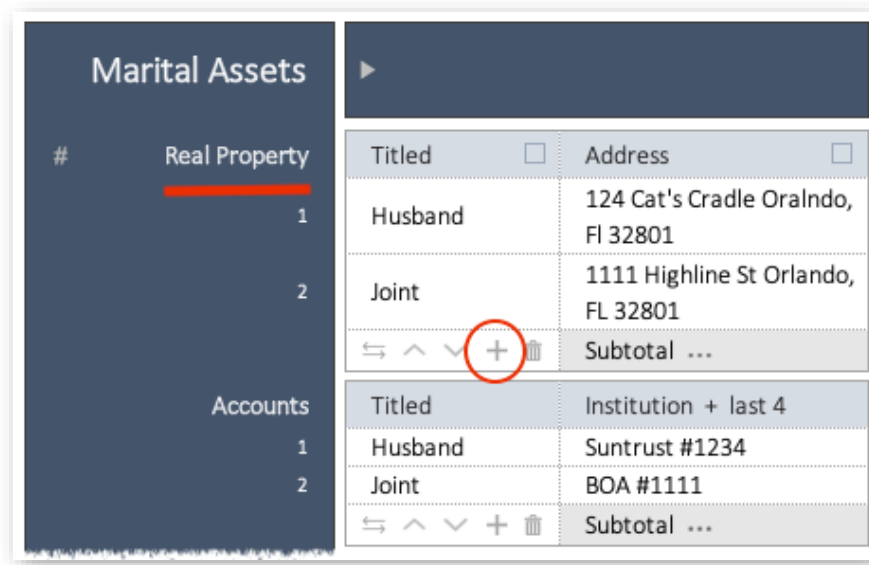 Marital Assets
# Real Property Titled Address
1 Husband 124 Cat's Cradle Oralndo,
Fl 32801
2 Joint 1111 Highline St Orlando,
FL 32801
Subtotal ...
Accounts Titled Institution + last 4
1 Husband Suntrust #1234
2 Joint BOA #1111
Subtotal ...